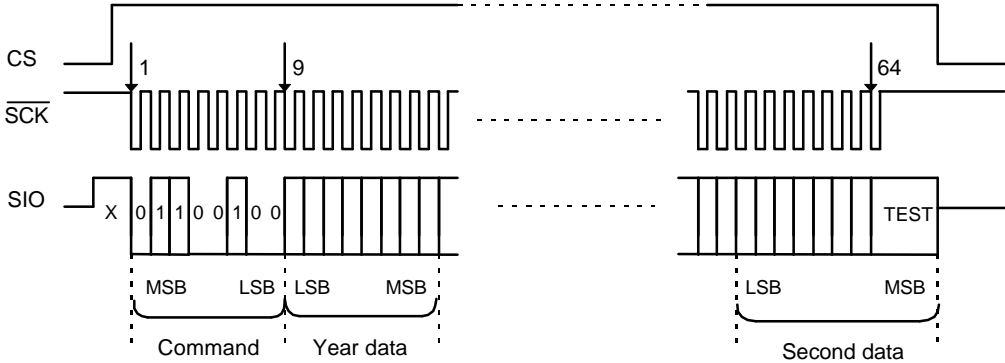 CS
1
9
64
SCK
SIO
X 0 1 1 0 0 1 0 0
TEST
MSB LSB LSB MSB LSB MSB
Command Year data Second data